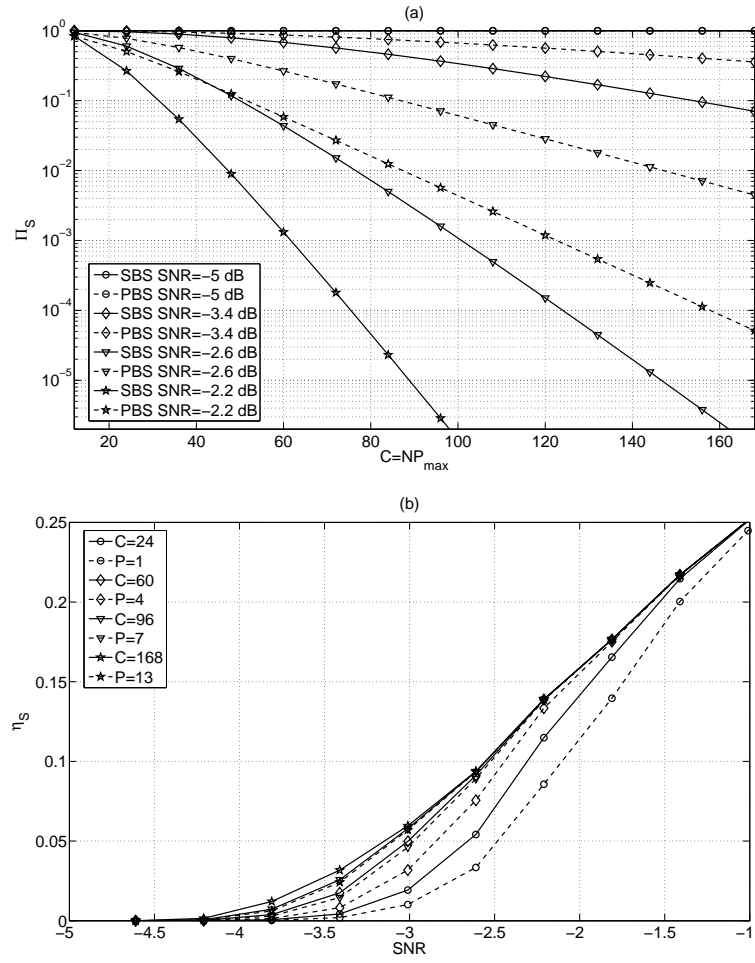 (a)
10^0
10^-1
10^-2
10^-3
10^-4
10^-5
Π_S
SBS SNR=−5 dB
PBS SNR=−5 dB
SBS SNR=−3.4 dB
PBS SNR=−3.4 dB
SBS SNR=−2.6 dB
PBS SNR=−2.6 dB
SBS SNR=−2.2 dB
PBS SNR=−2.2 dB
20 40 60 80 100 120 140 160
C=NP_max
(b)
0.25
0.2
0.15
0.1
0.05
0
η_S
C=24
P=1
C=60
P=4
C=96
P=7
C=168
P=13
−5 −4.5 −4 −3.5 −3 −2.5 −2 −1.5 −1
SNR